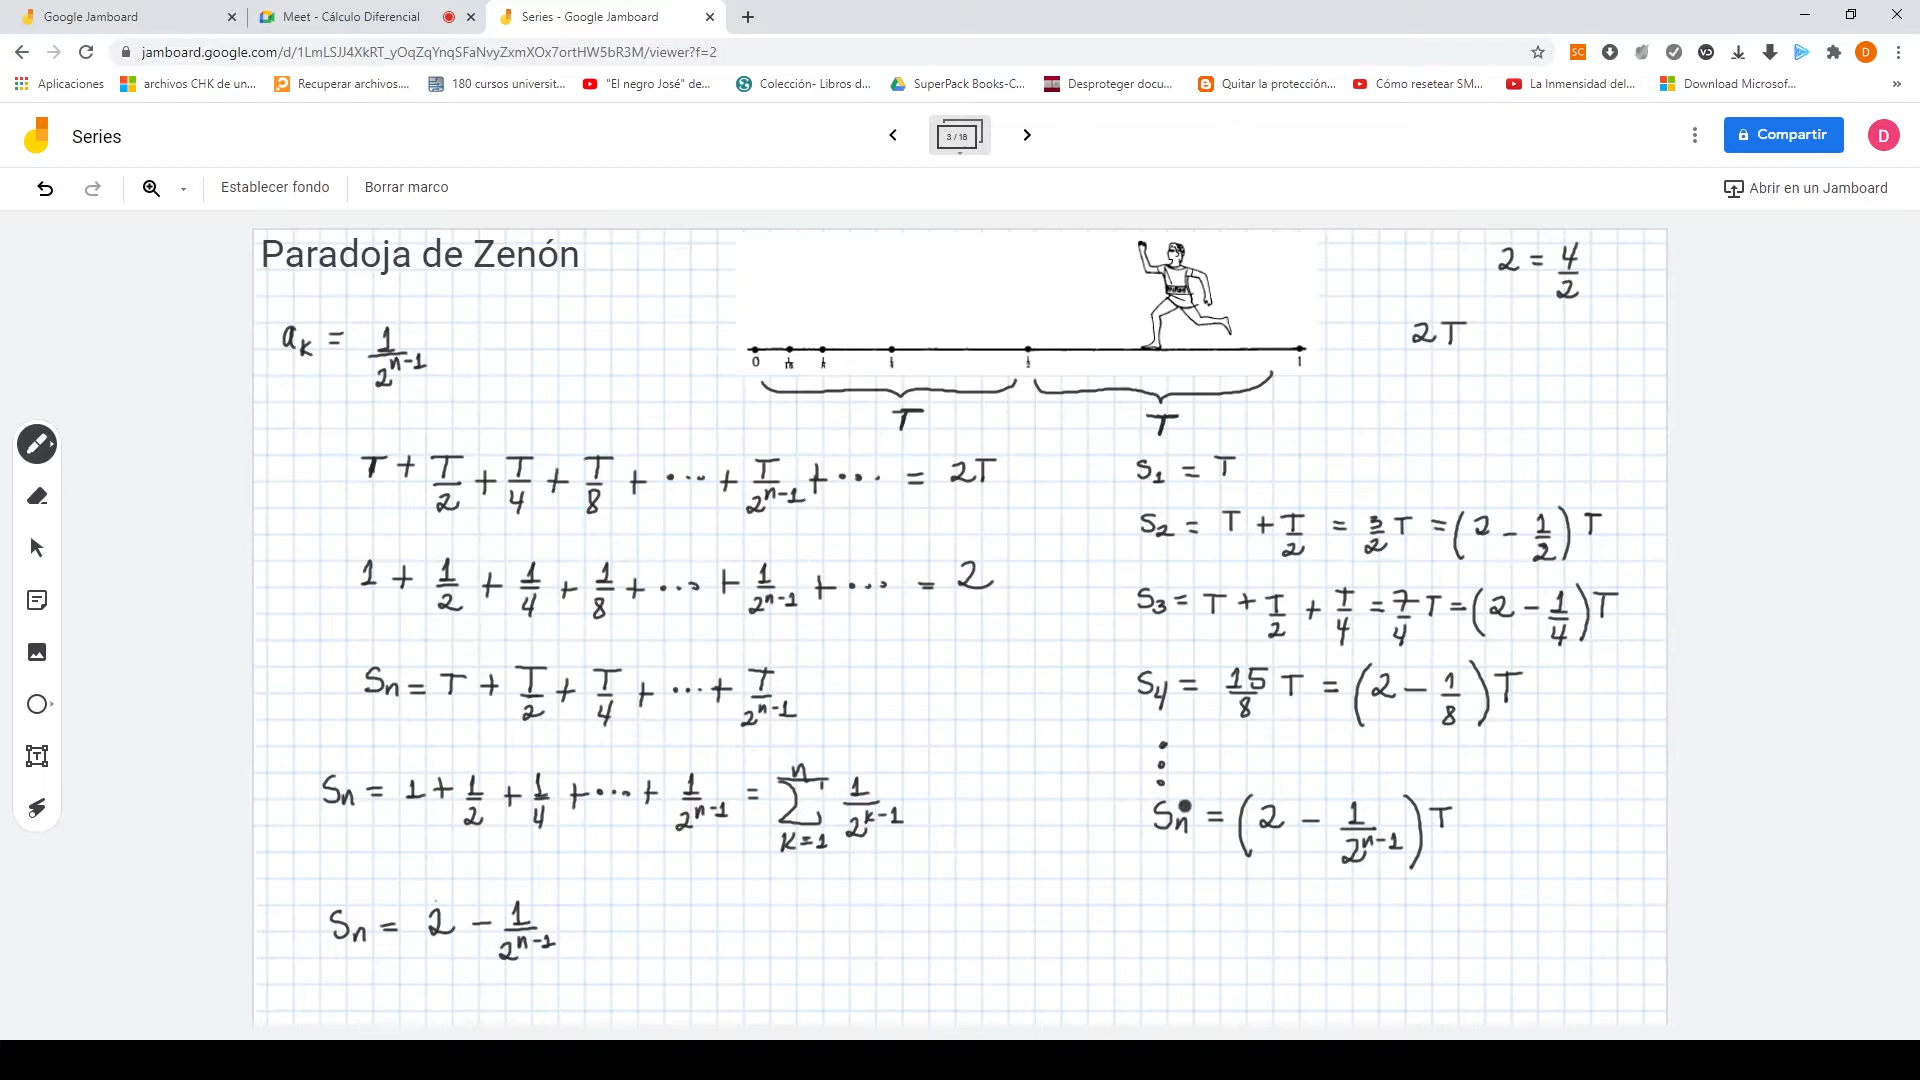 Google Jamboard
Meet - Cálculo Diferencial
Series - Google Jamboard
jamboard.google.com/d/1LmLSJJ4XkRT_yOqZqYnqSFaNvyZxmXOx7ortHW5bR3M/viewer?f=2
Aplicaciones archivos CHK de un... Recuperar archivos.... 180 cursos universit... "El negro José" de... Colección- Libros d... SuperPack Books-C... Desproteger docu... Quitar la protección... Cómo resetear SM... La Inmensidad del... Download Microsof...
Series
3 / 18
Compartir
D
Establecer fondo Borrar marco
Abrir en un Jamboard
Paradoja de Zenón
2 = 4/2
2T
a_k = 1/2^(n-1)
0 1/2 1
T T
T + T/2 + T/4 + T/8 + ... + T/2^(n-1) + ... = 2T
1 + 1/2 + 1/4 + 1/8 + ... + 1/2^(n-1) + ... = 2
Sn = T + T/2 + T/4 + ... + T/2^(n-1)
Sn = 1 + 1/2 + 1/4 + ... + 1/2^(n-1) = ∑_(k=1)^n 1/2^(k-1)
Sn = 2 - 1/2^(n-1)
S1 = T
S2 = T + T/2 = 3/2 T = (2 - 1/2) T
S3 = T + T/2 + T/4 = 7/4 T = (2 - 1/4) T
S4 = 15/8 T = (2 - 1/8) T
Sn = (2 - 1/2^(n-1)) T